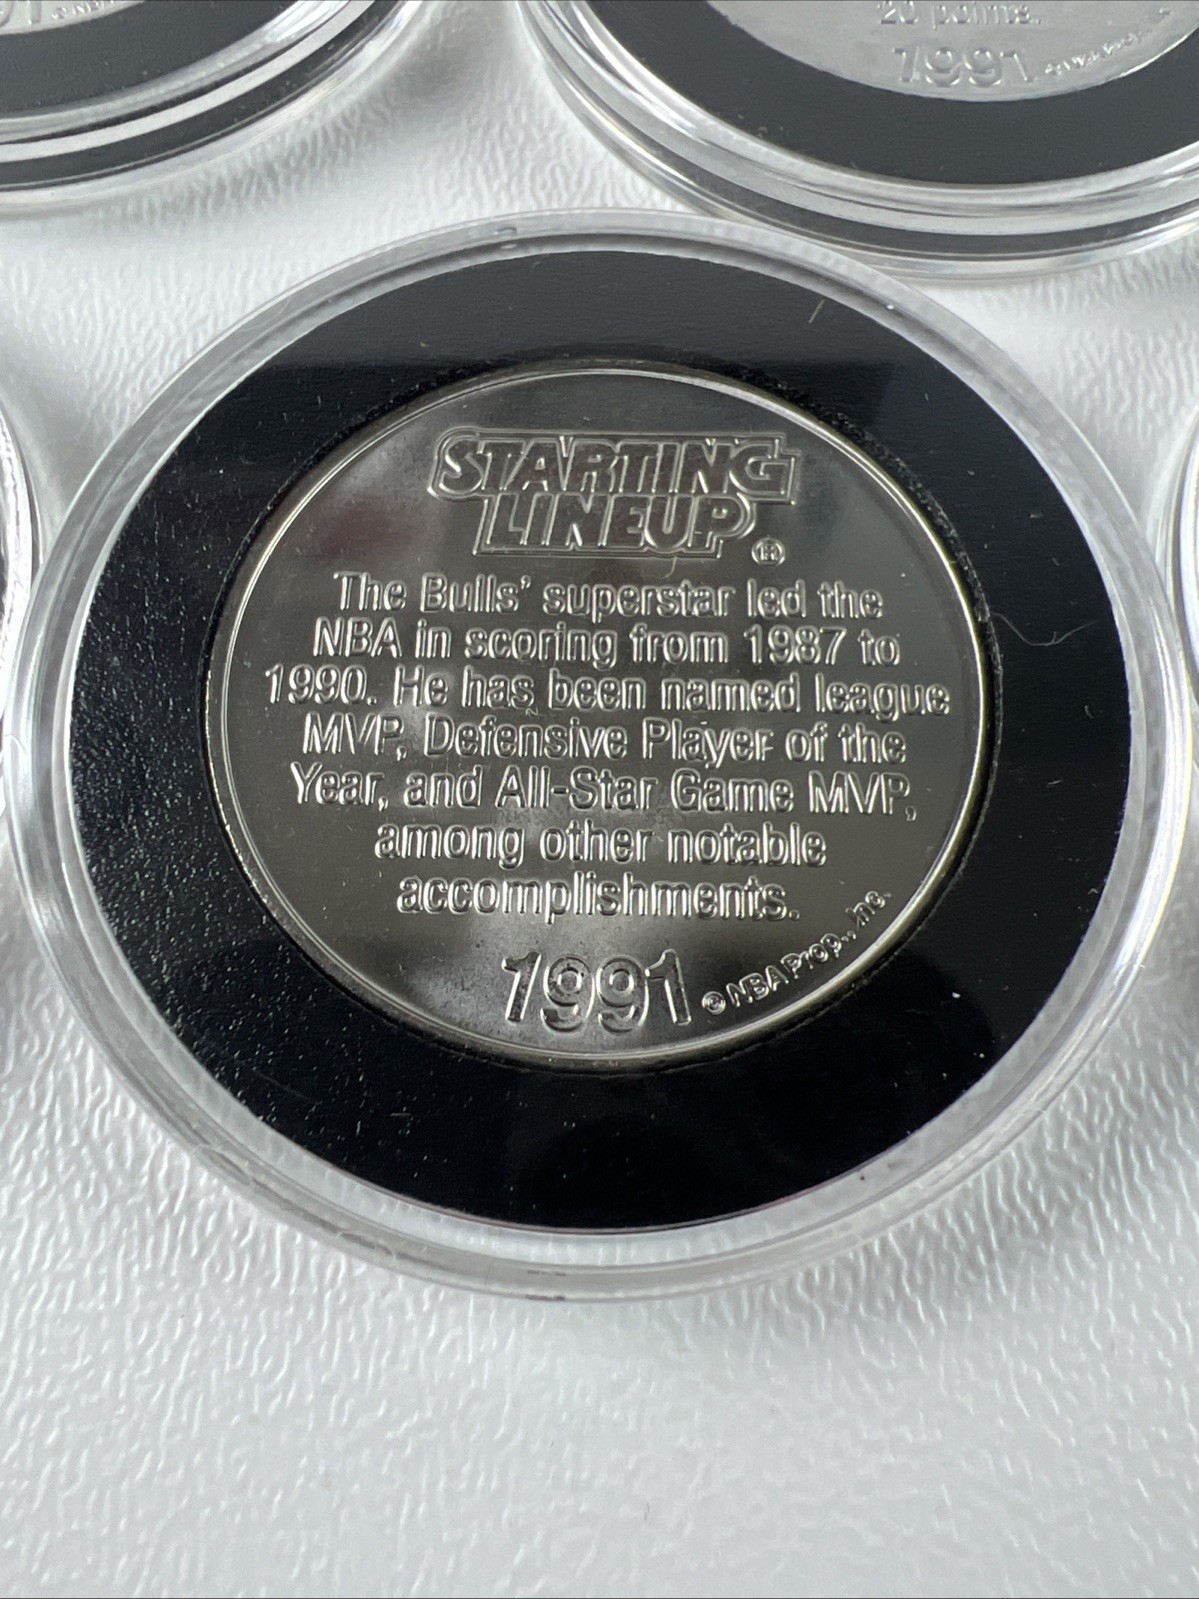 20 points.
1991
STARTING
LINEUP®
The Bulls' superstar led the
NBA in scoring from 1987 to
1990. He has been named league
MVP, Defensive Player of the
Year, and All-Star Game MVP,
among other notable
accomplishments.
1991
© NBA Prop., Inc.